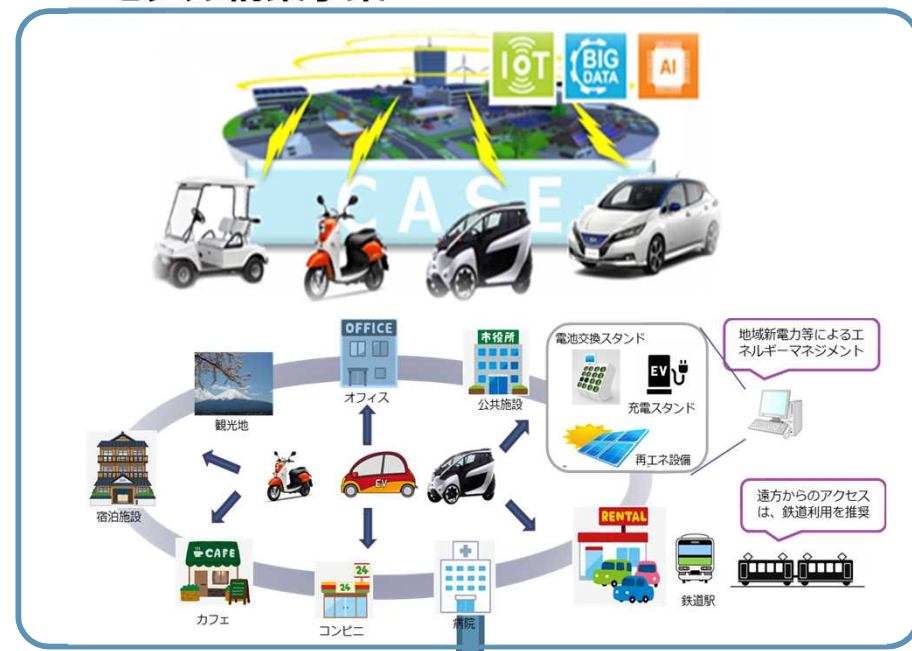 IoT
BIG
DATA
AI
CASE
OFFICE
オフィス
市役所
公共施設
電池交換スタンド
EV
充電スタンド
再エネ設備
地域新電力等によるエ
ネルギーマネジメント
観光地
宿泊施設
EV
遠方からのアクセス
は、鉄道利用を推奨
RENTAL
鉄道駅
CAFE
カフェ
24
24
コンビニ
病院